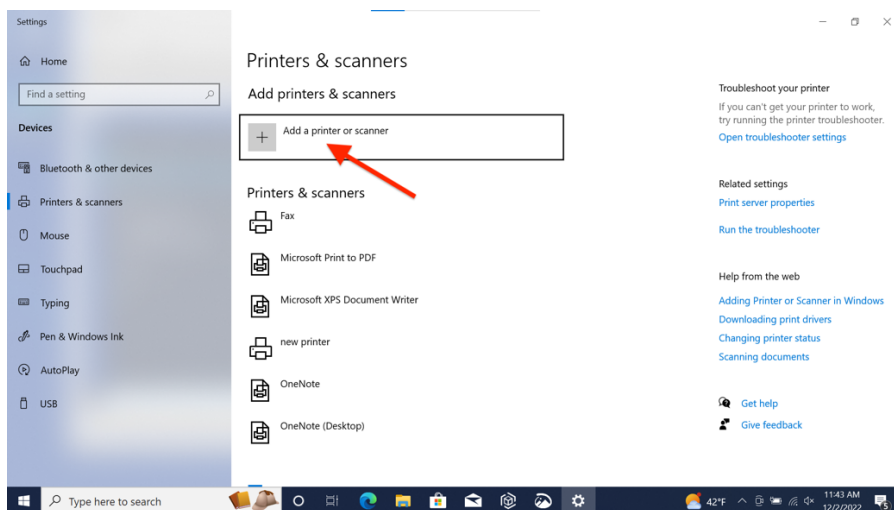 Settings
Home
Find a setting
Devices
Bluetooth & other devices
Printers & scanners
Mouse
Touchpad
Typing
Pen & Windows Ink
AutoPlay
USB
Printers & scanners
Add printers & scanners
Add a printer or scanner
Printers & scanners
Fax
Microsoft Print to PDF
Microsoft XPS Document Writer
new printer
OneNote
OneNote (Desktop)
Troubleshoot your printer
If you can't get your printer to work,
try running the printer troubleshooter.
Open troubleshooter settings
Related settings
Print server properties
Run the troubleshooter
Help from the web
Adding Printer or Scanner in Windows
Downloading print drivers
Changing printer status
Scanning documents
Get help
Give feedback
Type here to search
42°F
11:43 AM
12/2/2022
5